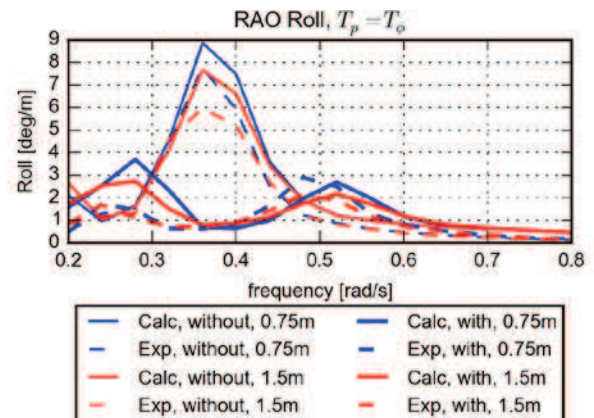 RAO Roll, Tₚ = T_ϕ
9
8
7
6
5
4
3
2
1
0
Roll [deg/m]
0.2 0.3 0.4 0.5 0.6 0.7 0.8
frequency [rad/s]
Calc, without, 0.75m Calc, with, 0.75m
Exp, without, 0.75m Exp, with, 0.75m
Calc, without, 1.5m Calc, with, 1.5m
Exp, without, 1.5m Exp, with, 1.5m